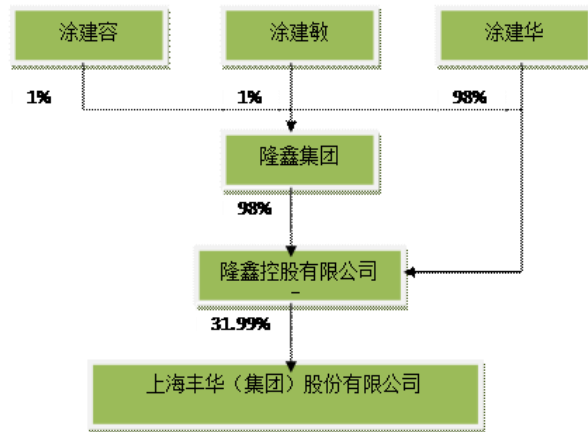 涂建容
涂建敏
涂建华
1%
1%
98%
隆鑫集团
98%
隆鑫控股有限公司
31.99%
上海丰华（集团）股份有限公司